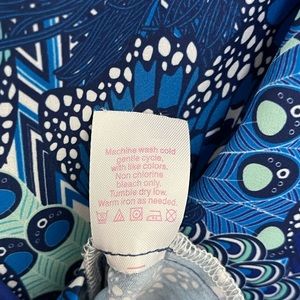 Machine wash cold
gentle cycle,
with like colors.
Non chlorine
bleach only.
Tumble dry low.
Warm iron as needed.